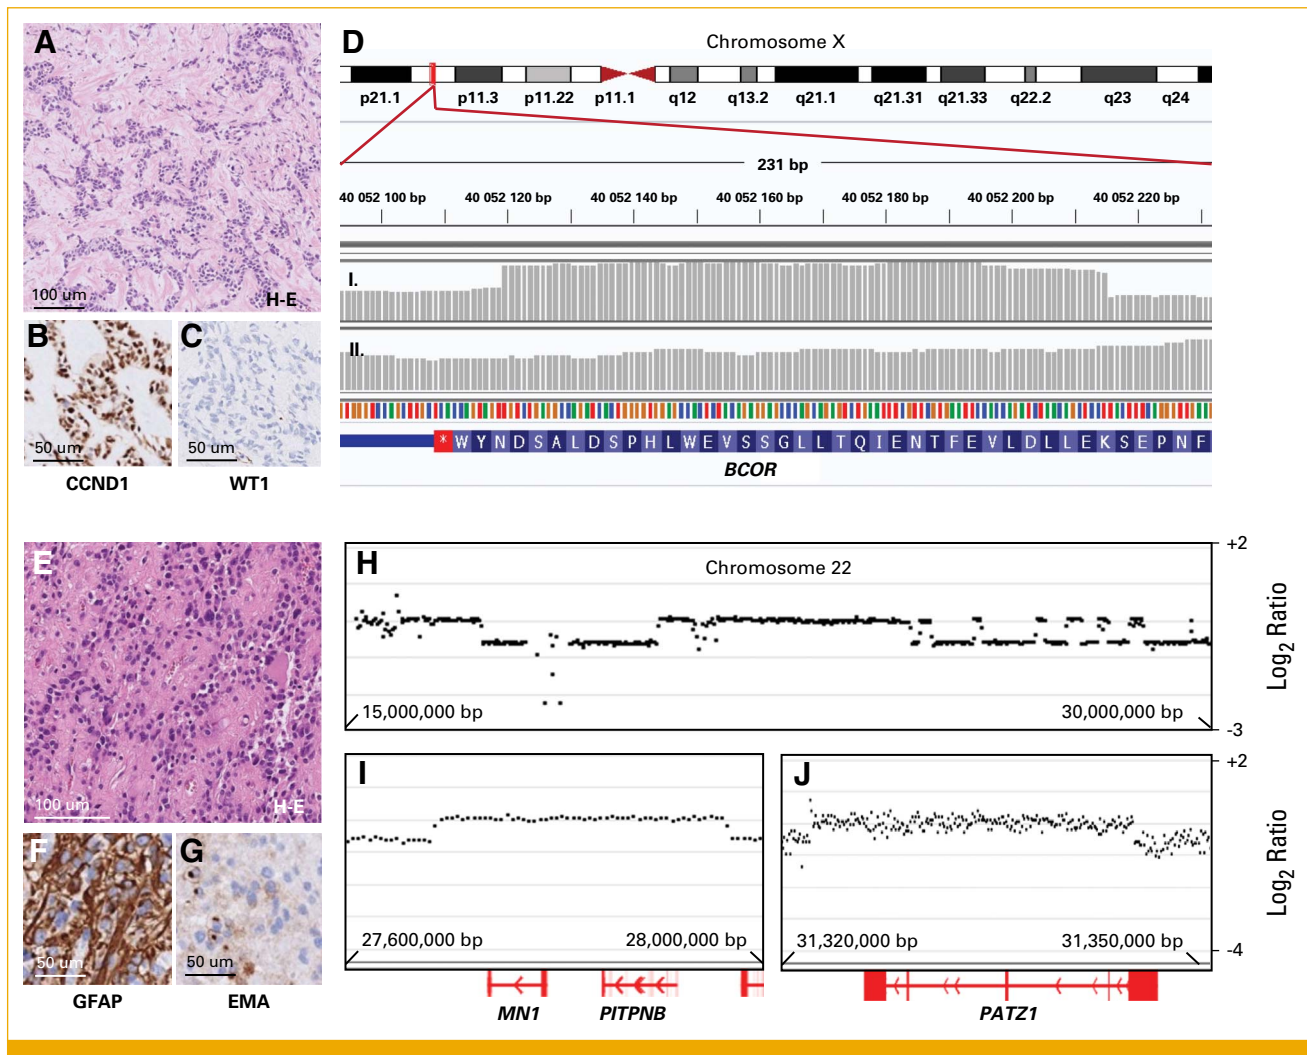 A
100 um
H-E
B
50 um
CCND1
C
50 um
WT1
D
Chromosome X
p21.1 p11.3 p11.22 p11.1 q12 q13.2 q21.1 q21.31 q21.33 q22.2 q23 q24
231 bp
40 052 100 bp 40 052 120 bp 40 052 140 bp 40 052 160 bp 40 052 180 bp 40 052 200 bp 40 052 220 bp
I.
II.
* W Y N D S A L D S P H L W E V S S G L L T Q I E N T F E V L D L L E K S E P N F
BCOR
E
100 um
H-E
F
50 um
GFAP
G
50 um
EMA
H
Chromosome 22
15,000,000 bp
30,000,000 bp
+2
-3
Log2 Ratio
I
27,600,000 bp
28,000,000 bp
MN1
PITPNB
J
31,320,000 bp
31,350,000 bp
PATZ1
+2
-4
Log2 Ratio